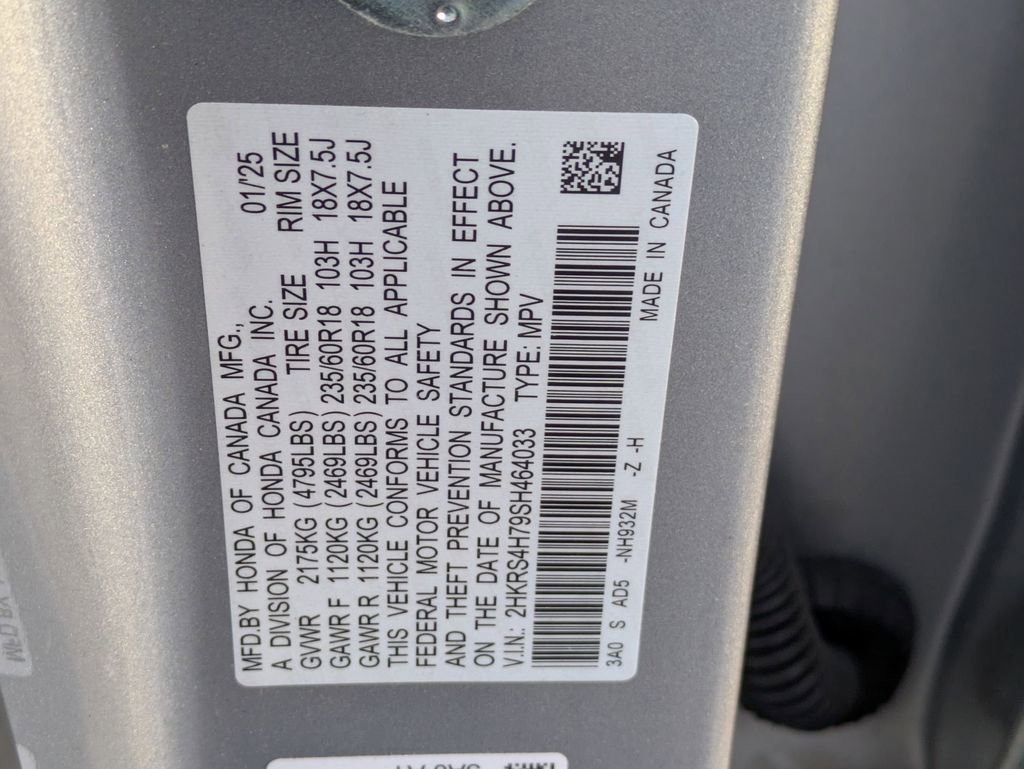 MFD.BY HONDA OF CANADA MFG.,
A DIVISION OF HONDA CANADA INC. 01/'25
GVWR 2175KG (4795LBS) TIRE SIZE RIM SIZE
GAWR F 1120KG (2469LBS) 235/60R18 103H 18X7.5J
GAWR R 1120KG (2469LBS) 235/60R18 103H 18X7.5J
THIS VEHICLE CONFORMS TO ALL APPLICABLE
FEDERAL MOTOR VEHICLE SAFETY
AND THEFT PREVENTION STANDARDS IN EFFECT
ON THE DATE OF MANUFACTURE SHOWN ABOVE.
V.I.N.: 2HKRS4H79SH464033 TYPE: MPV
3A0 S AD5 -NH932M -Z -H
MADE IN CANADA